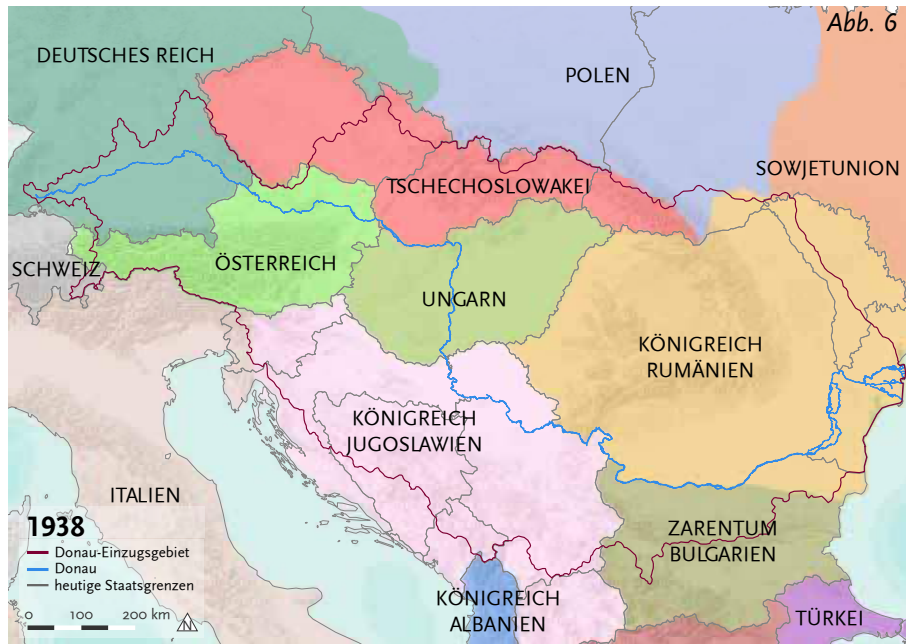 Abb. 6
DEUTSCHES REICH
POLEN
SOWJETUNION
TSCHECHOSLOWAKEI
SCHWEIZ
ÖSTERREICH
UNGARN
KÖNIGREICH
RUMÄNIEN
KÖNIGREICH
JUGOSLAWIEN
ITALIEN
ZARENTUM
BULGARIEN
KÖNIGREICH
ALBANIEN
TÜRKEI
1938
Donau-Einzugsgebiet
Donau
heutige Staatsgrenzen
0 100 200 km